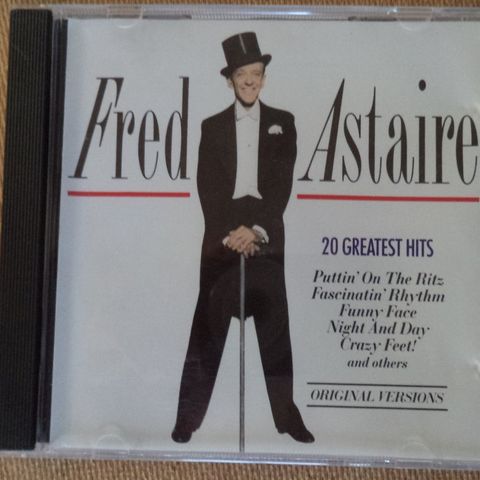 Fred Astaire
20 GREATEST HITS
Puttin' On The Ritz
Fascinatin' Rhythm
Funny Face
Night And Day
Crazy Feet!
and others
ORIGINAL VERSIONS